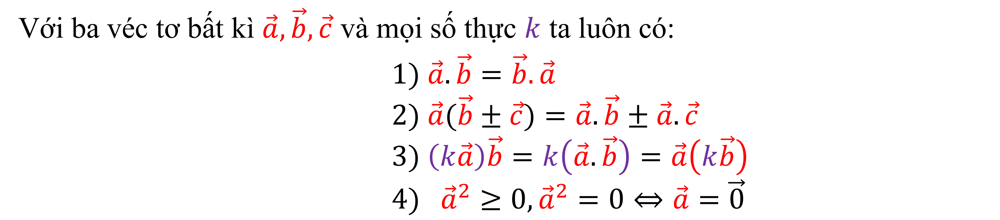 Với ba véc tơ bất kì \(\vec{a}, \vec{b}, \vec{c}\) và mọi số thực \(k\) ta luôn có:
1) \(\vec{a}.\vec{b} = \vec{b}.\vec{a}\)
2) \(\vec{a}(\vec{b} \pm \vec{c}) = \vec{a}.\vec{b} \pm \vec{a}.\vec{c}\)
3) \((k\vec{a})\vec{b} = k(\vec{a}.\vec{b}) = \vec{a}(k\vec{b})\)
4) \(\vec{a}^2 \geq 0, \vec{a}^2 = 0 \Leftrightarrow \vec{a} = \vec{0}\)